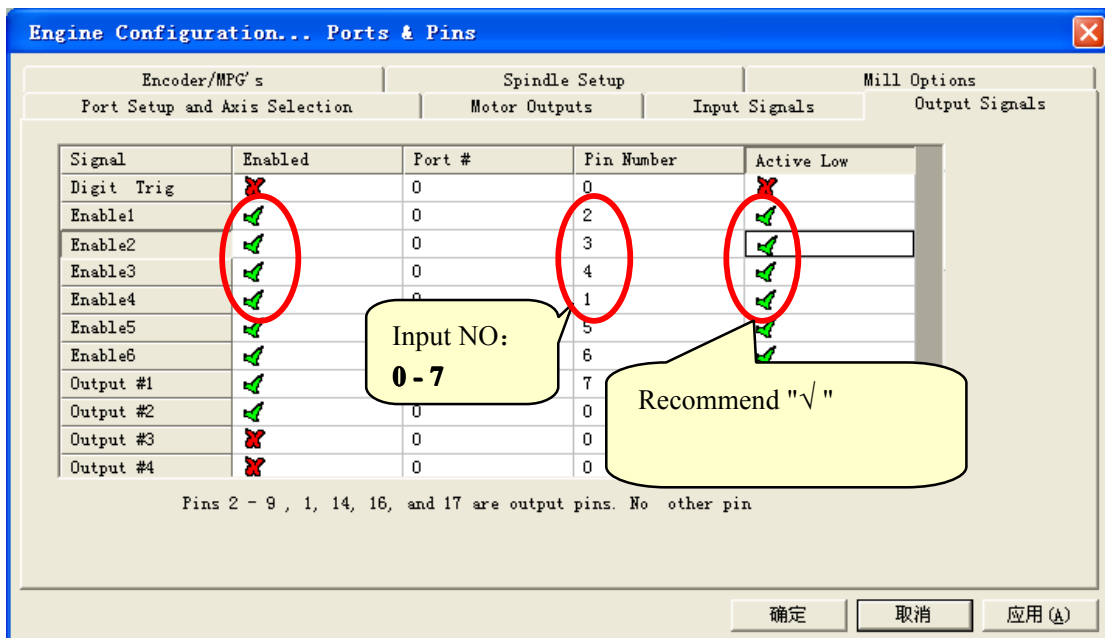 Engine Configuration... Ports & Pins
Encoder/MPG's Spindle Setup Mill Options
Port Setup and Axis Selection Motor Outputs Input Signals Output Signals
Signal Enabled Port # Pin Number Active Low
Digit Trig 0 0
Enable1 0 2
Enable2 0 3
Enable3 0 4
Enable4 1
Enable5 5
Enable6 6
Output #1 7
Output #2 0 0
Output #3 0 0
Output #4 0 0
Input NO：
0 - 7
Recommend "√ "
Pins 2 - 9 , 1, 14, 16, and 17 are output pins. No other pin
确定 取消 应用(A)